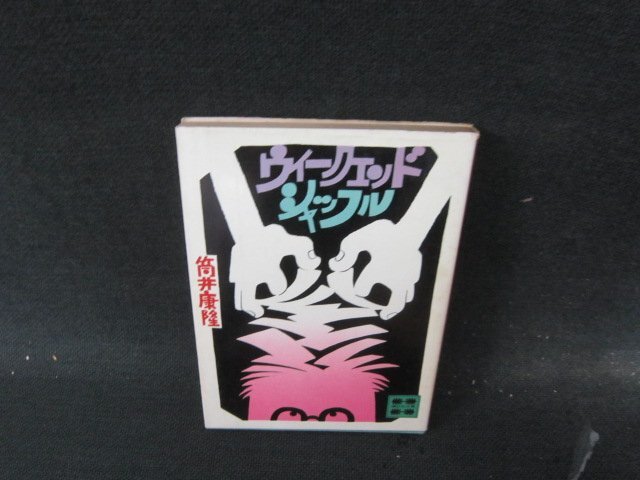 ウィークエンド
シャッフル
筒井康隆